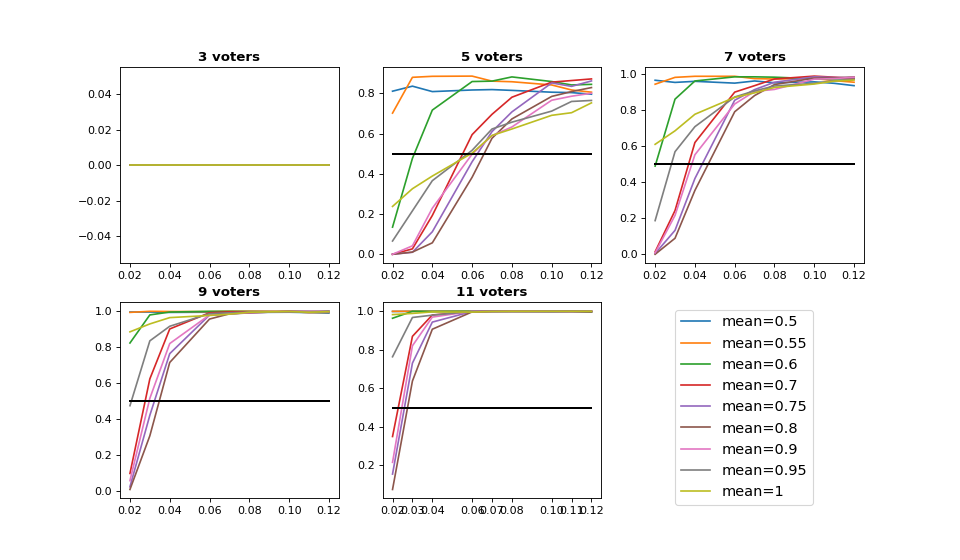 3 voters
5 voters
7 voters
0.04
0.02
0.00
−0.02
−0.04
0.02 0.04 0.06 0.08 0.10 0.12
0.8
0.6
0.4
0.2
0.0
0.02 0.04 0.06 0.08 0.10 0.12
1.0
0.8
0.6
0.4
0.2
0.0
0.02 0.04 0.06 0.08 0.10 0.12
9 voters
11 voters
1.0
0.8
0.6
0.4
0.2
0.0
0.02 0.04 0.06 0.08 0.10 0.12
1.0
0.8
0.6
0.4
0.2
0.02 0.03 0.04 0.06 0.07 0.08 0.10 0.11 0.12
mean=0.5
mean=0.55
mean=0.6
mean=0.7
mean=0.75
mean=0.8
mean=0.9
mean=0.95
mean=1